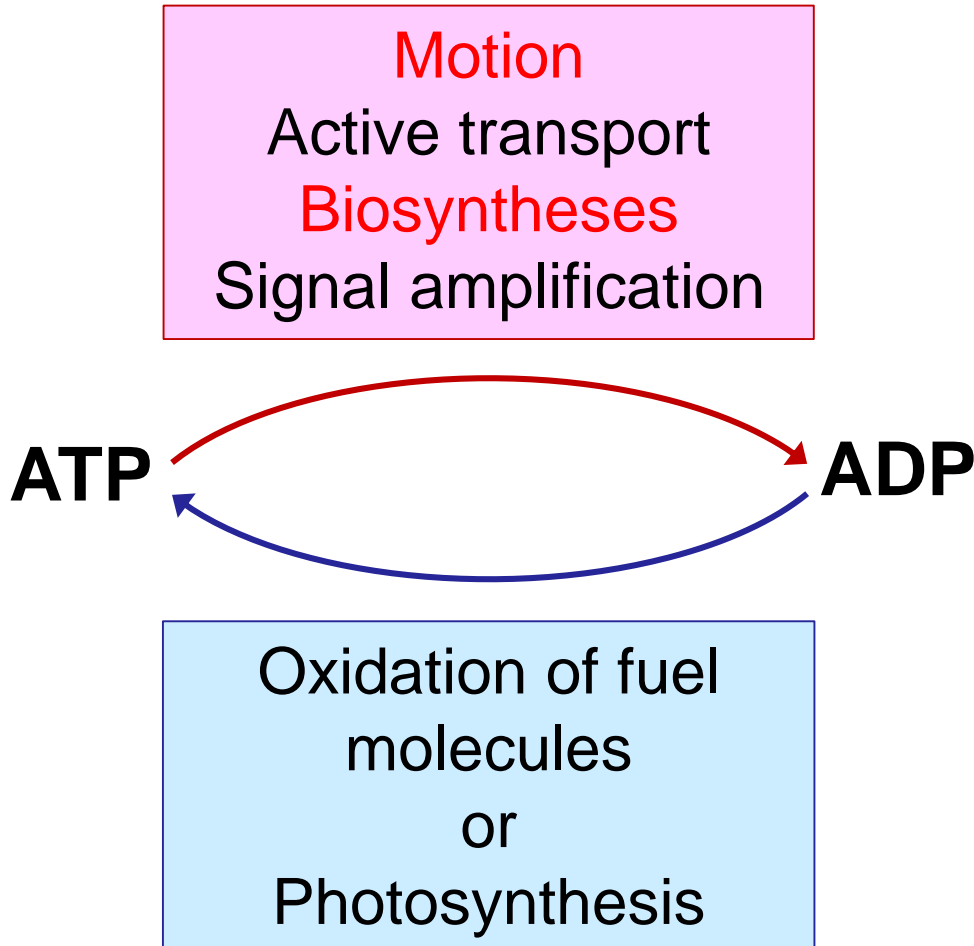 Motion
Active transport
Biosyntheses
Signal amplification
ATP
ADP
Oxidation of fuel
molecules
or
Photosynthesis